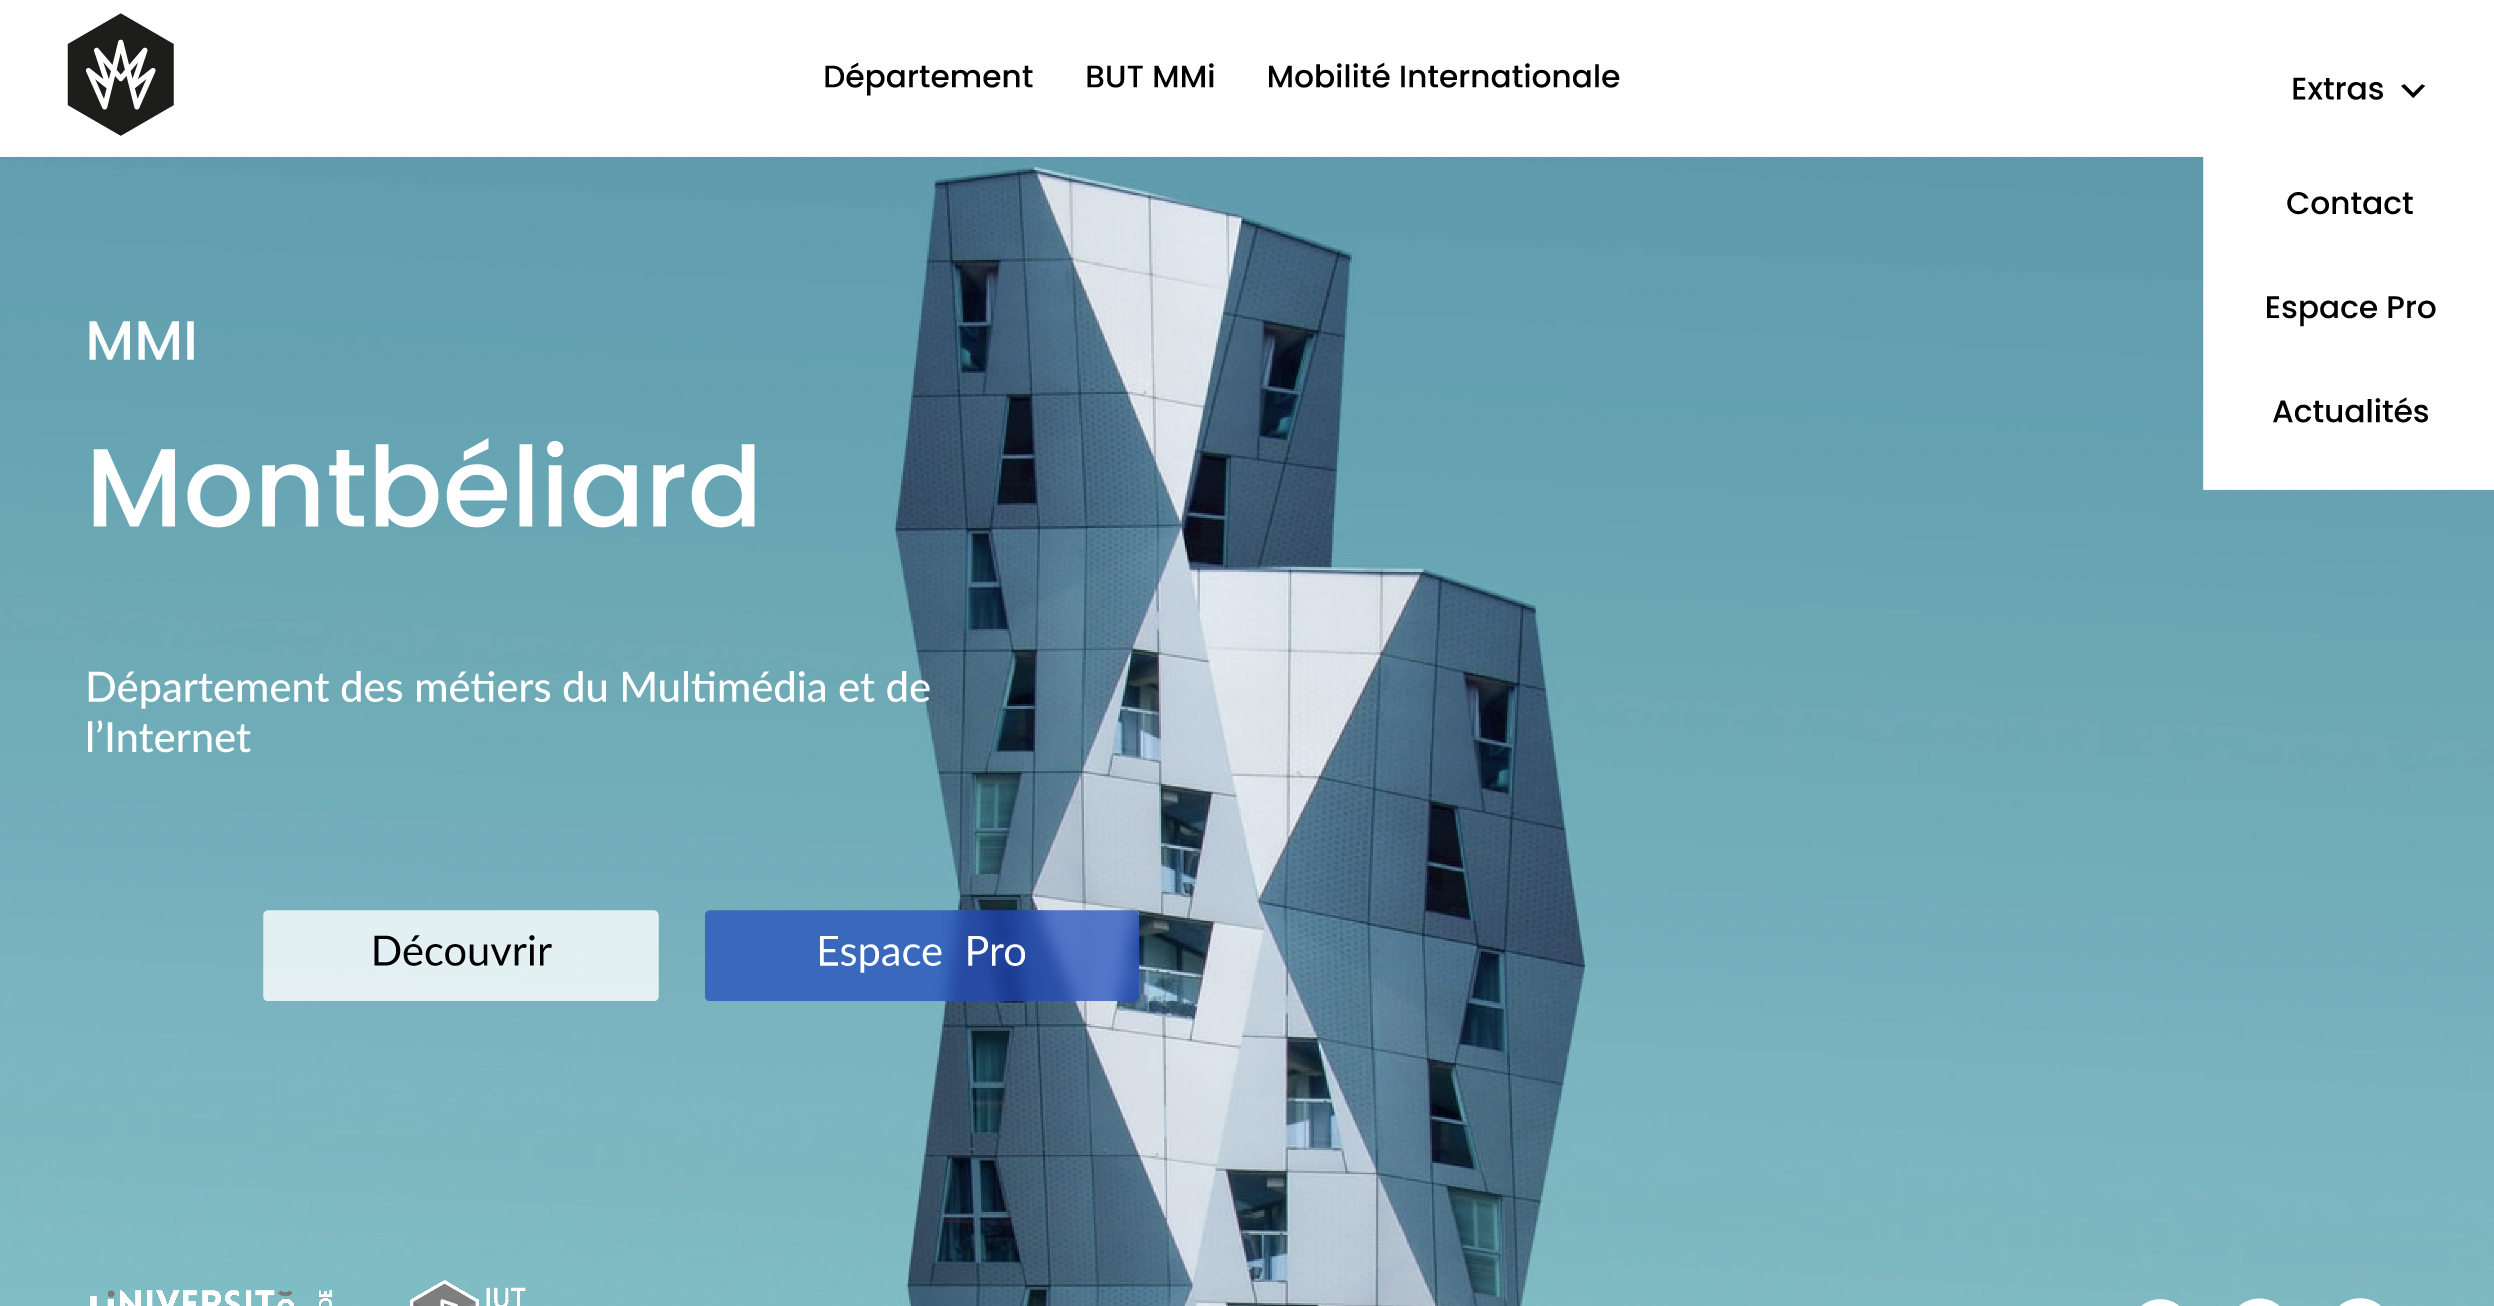 Département
BUT MMi
Mobilité Internationale
Extras
Contact
Espace Pro
Actualités
MMI
Montbéliard
Département des métiers du Multimédia et de
l’Internet
Découvrir
Espace Pro
UNIVERSITĒ
IUT